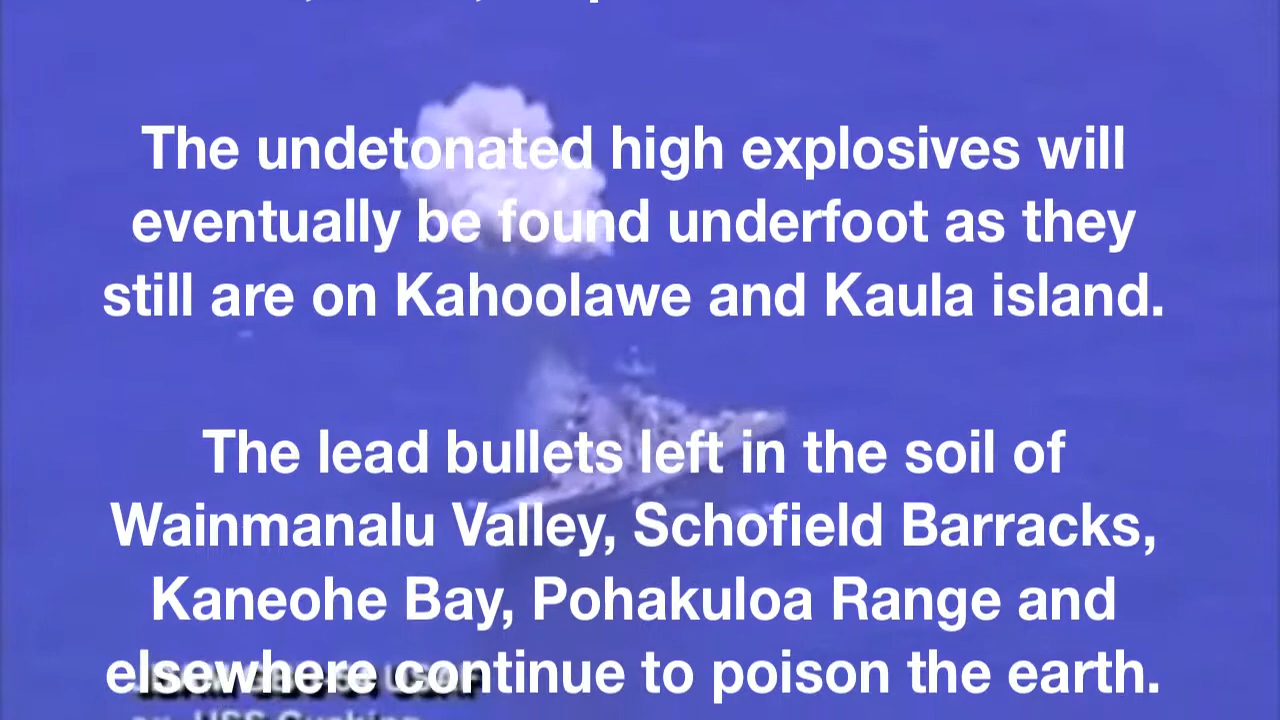 The undetonated high explosives will
eventually be found underfoot as they
still are on Kahoolawe and Kaula island.
The lead bullets left in the soil of
Wainmanalu Valley, Schofield Barracks,
Kaneohe Bay, Pohakuloa Range and
elsewhere continue to poison the earth.
USS Cushing